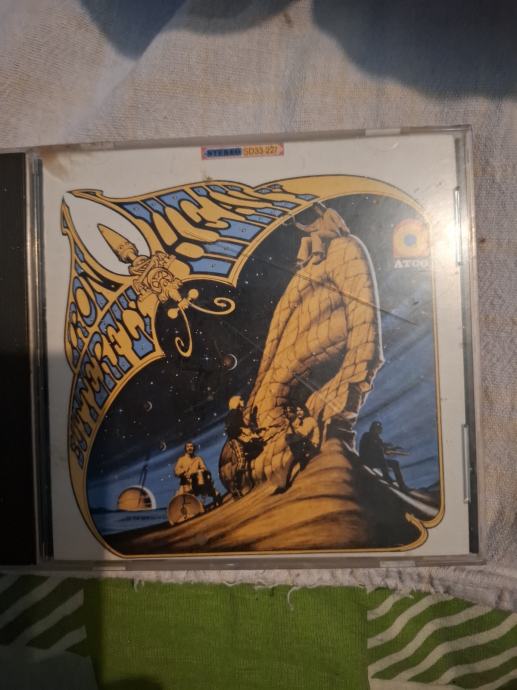 STEREO SD33-227
HEAVY
IRON
BUTTERFLY
ATCO